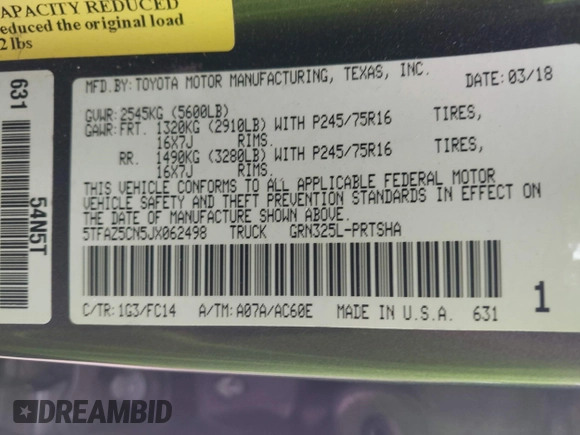 APACITY REDUCED
educed the original load
2 lbs
631
54N5T
MFD.BY: TOYOTA MOTOR MANUFACTURING, TEXAS, INC. DATE: 03/18
GVWR: 2545KG (5600LB)
GAWR: FRT. 1320KG (2910LB) WITH P245/75R16 TIRES,
16X7J RIMS.
RR. 1490KG (3280LB) WITH P245/75R16 TIRES,
16X7J RIMS.
THIS VEHICLE CONFORMS TO ALL APPLICABLE FEDERAL MOTOR
VEHICLE SAFETY AND THEFT PREVENTION STANDARDS IN EFFECT ON
THE DATE OF MANUFACTURE SHOWN ABOVE.
5TFAZ5CN5JX062498 TRUCK GRN325L-PRTSHA
1
C/TR: 1G3/FC14 A/TM: A07A/AC60E MADE IN U.S.A. 631
DREAMBID